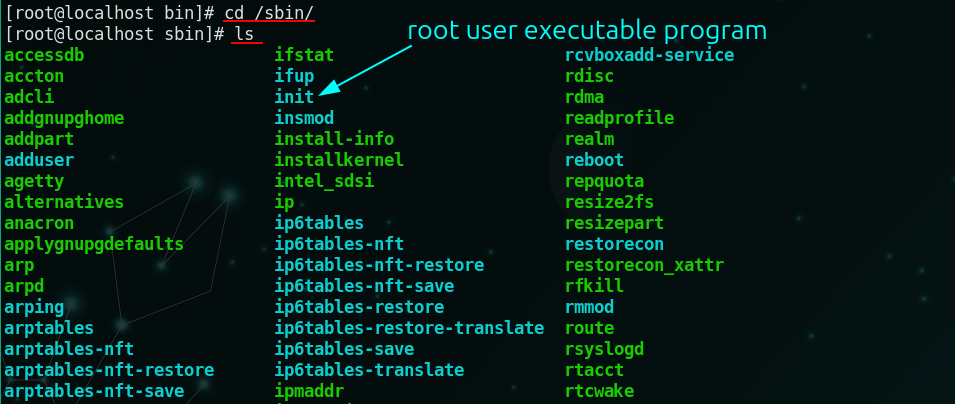 [root@localhost bin]# cd /sbin/
[root@localhost sbin]# ls
root user executable program
accessdb ifstat rcvboxadd-service
accton ifup rdisc
adcli init rdma
addgnupghome insmod readprofile
addpart install-info realm
adduser installkernel reboot
agetty intel_sdsi repquota
alternatives ip resize2fs
anacron ip6tables resizepart
applygnupgdefaults ip6tables-nft restorecon
arp ip6tables-nft-restore restorecon_xattr
arpd ip6tables-nft-save rfkill
arping ip6tables-restore rmmod
arptables ip6tables-restore-translate route
arptables-nft ip6tables-save rsyslogd
arptables-nft-restore ip6tables-translate rtacct
arptables-nft-save ipmaddr rtcwake